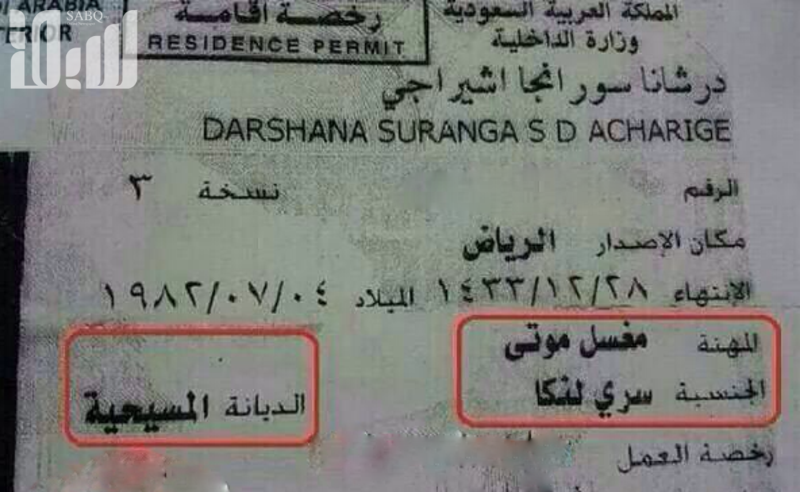 SABQ
سبق
ARABIA
TERIOR
رخصة اقامة
RESIDENCE PERMIT
المملكة العربية السعودية
وزارة الداخلية
درشانا سورانجا اشيراجي
DARSHANA SURANGA S D ACHARIGE
الرقم نسخة ٣
مكان الإصدار الرياض
الإنتهاء ١٤٣٣/١٢/٢٨ الميلاد ١٩٨٢/٠٧/٠٤
المهنة مغسل موتى
الجنسية سري لنكا
الديانة المسيحية
رخصة العمل